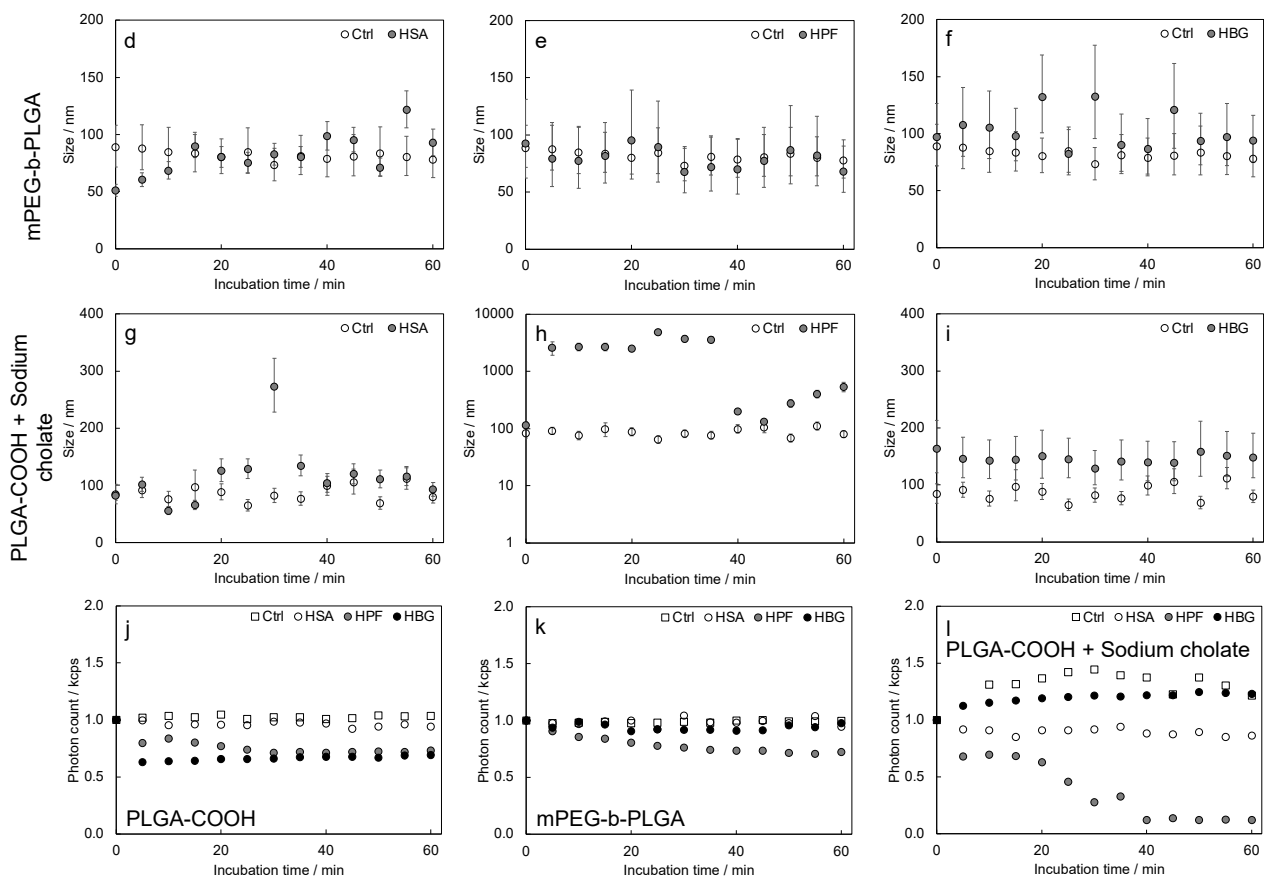 mPEG-b-PLGA
d
Ctrl HSA
200
150
100
50
0
Size / nm
0 20 40 60
Incubation time / min
e
Ctrl HPF
200
150
100
50
0
Size / nm
0 20 40 60
Incubation time / min
f
Ctrl HBG
200
150
100
50
0
Size / nm
0 20 40 60
Incubation time / min
PLGA-COOH + Sodium
cholate
g
Ctrl HSA
400
300
200
100
0
Size / nm
0 20 40 60
Incubation time / min
h
Ctrl HPF
10000
1000
100
10
1
Size / nm
0 20 40 60
Incubation time / min
i
Ctrl HBG
400
300
200
100
0
Size / nm
0 20 40 60
Incubation time / min
j
Ctrl HSA HPF HBG
2.0
1.5
1.0
0.5
0.0
Photon count / kcps
PLGA-COOH
0 20 40 60
Incubation time / min
k
Ctrl HSA HPF HBG
2.0
1.5
1.0
0.5
0.0
Photon count / kcps
mPEG-b-PLGA
0 20 40 60
Incubation time / min
l
Ctrl HSA HPF HBG
PLGA-COOH + Sodium cholate
2.0
1.5
1.0
0.5
0.0
Photon count / kcps
0 20 40 60
Incubation time / min